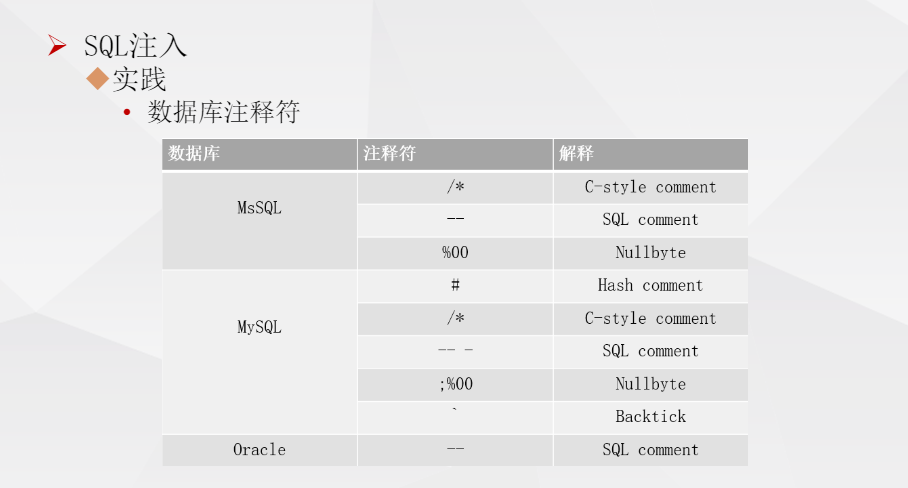 SQL注入
实践
数据库注释符
数据库 注释符 解释
MsSQL
/* C-style comment
-- SQL comment
%00 Nullbyte
MySQL
# Hash comment
/* C-style comment
-- - SQL comment
;%00 Nullbyte
` Backtick
Oracle -- SQL comment